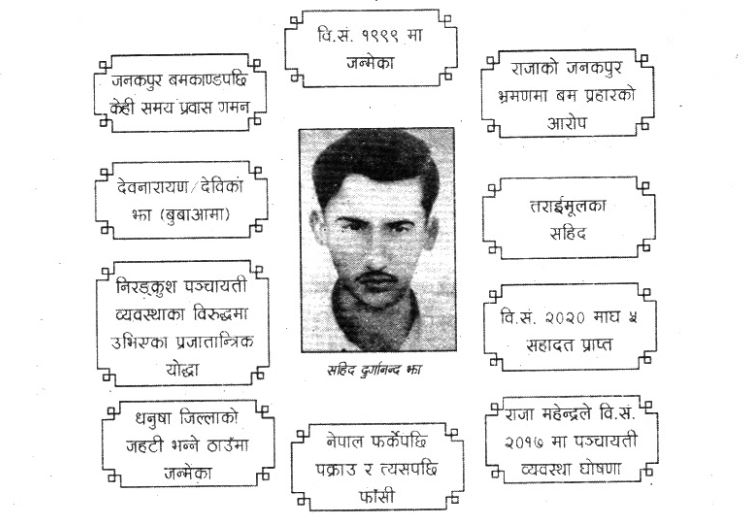 वि.सं. १९९९ मा
जन्मेका
जनकपुर बमकाण्डपछि
केही समय प्रवास गमन
राजाको जनकपुर
भ्रमणमा बम प्रहारको
आरोप
देवनारायण/देविकां
झा (बुबाआमा)
तराईमूलका
सहिद
निरङ्कुश पञ्चायती
व्यवस्थाका विरुद्धमा
उभिएका प्रजातान्त्रिक
योद्धा
वि.सं. २०२० माघ ५
सहादत प्राप्त
सहिद दुर्गानन्द झा
धनुषा जिल्लाको
जहटी भन्ने ठाउँमा
जन्मेका
नेपाल फर्केपछि
पक्राउ र त्यसपछि
फाँसी
राजा महेन्द्रले वि.सं.
२०१७ मा पञ्चायती
व्यवस्था घोषणा